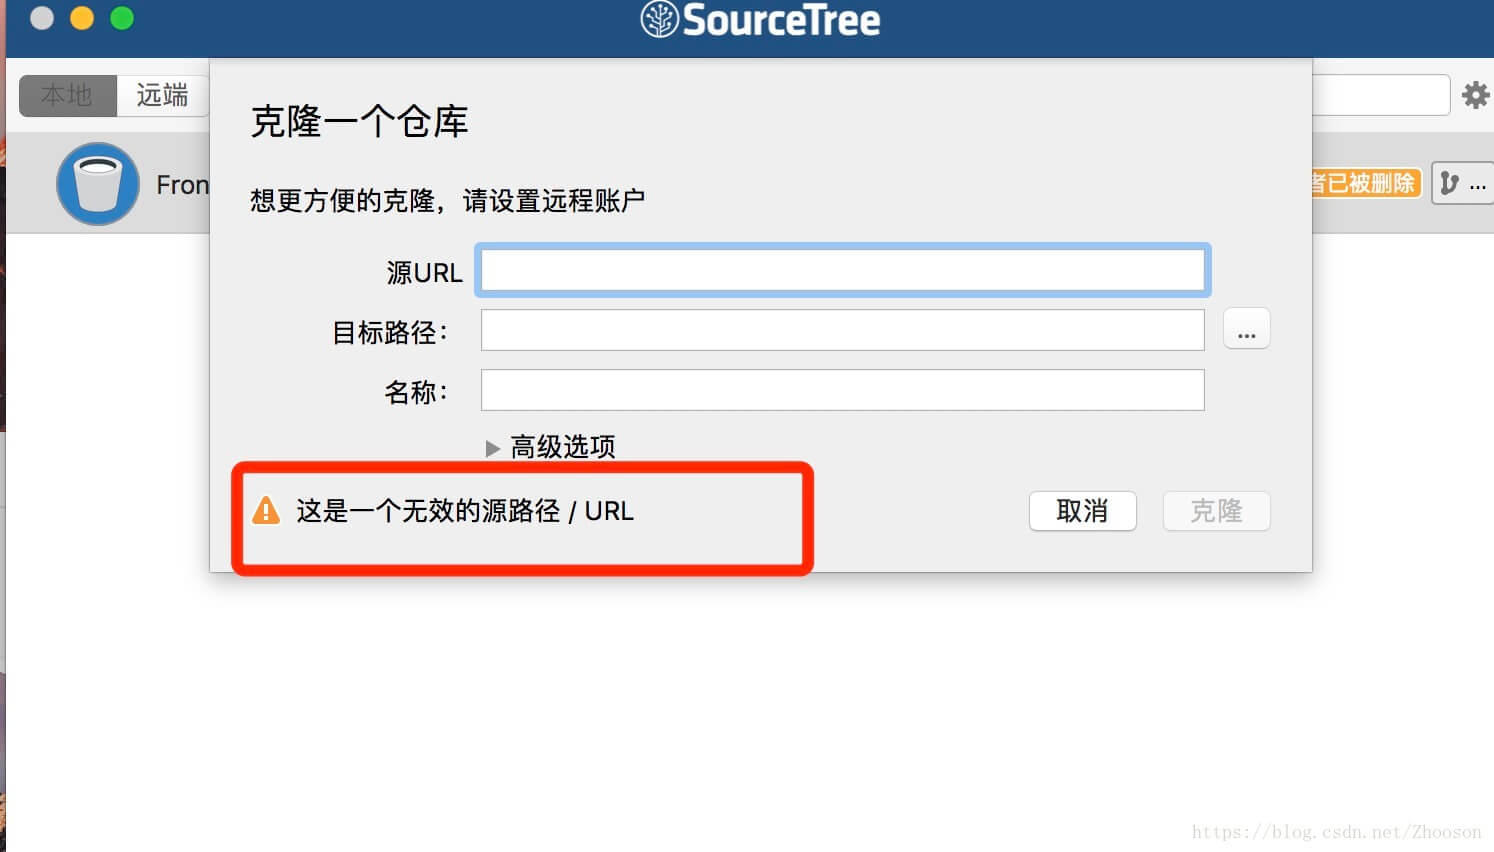 SourceTree
本地
远端
克隆一个仓库
想更方便的克隆，请设置远程账户
Fron
者已被删除
...
源URL
目标路径：
...
名称：
高级选项
这是一个无效的源路径 / URL
取消
克隆
https://blog.csdn.net/Zhooson